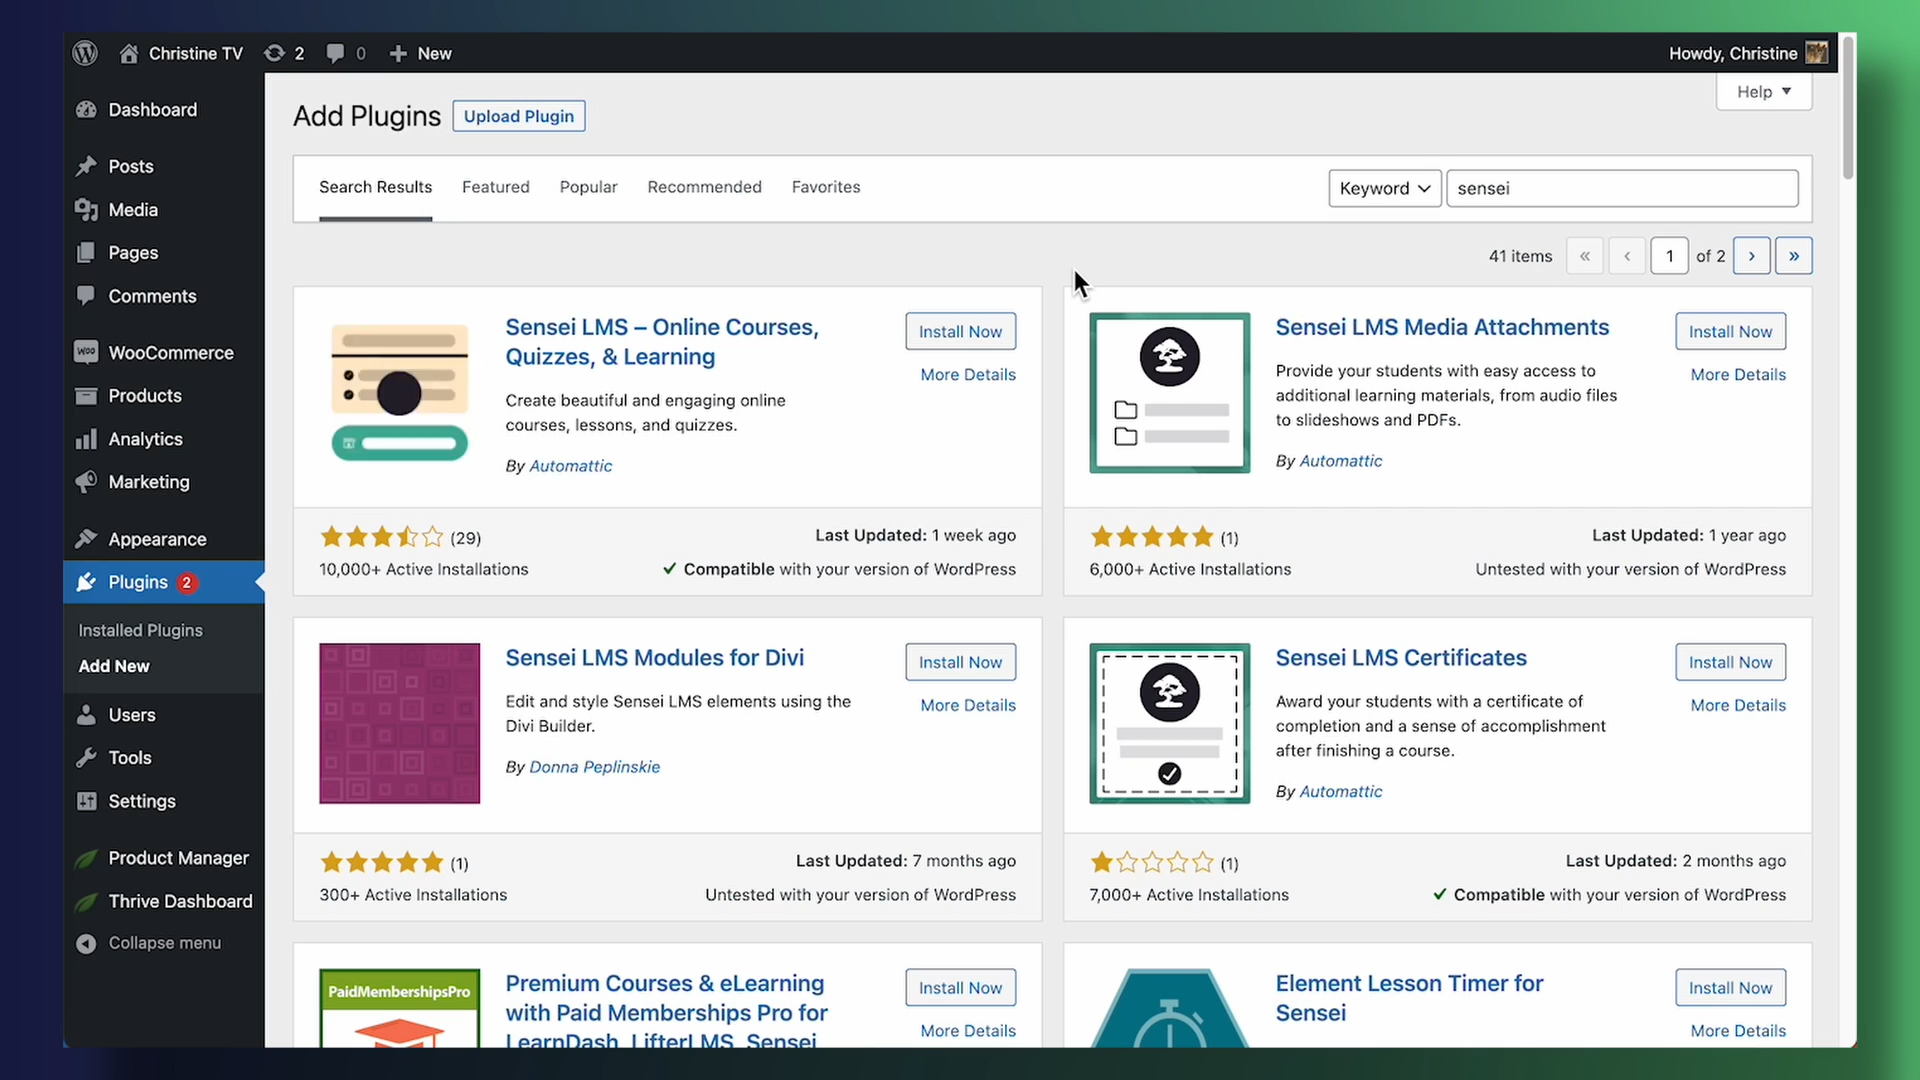 Christine TV
2
0
New
Howdy, Christine
Dashboard
Posts
Media
Pages
Comments
WOO
WooCommerce
Products
Analytics
Marketing
Appearance
Plugins 2
Installed Plugins
Add New
Users
Tools
Settings
Product Manager
Thrive Dashboard
Collapse menu
Help
Add Plugins
Upload Plugin
Search Results
Featured
Popular
Recommended
Favorites
Keyword
sensei
41 items
«
‹
1
of 2
›
»
Sensei LMS – Online Courses,
Quizzes, & Learning
Install Now
More Details
Create beautiful and engaging online
courses, lessons, and quizzes.
By Automattic
(29)
Last Updated: 1 week ago
10,000+ Active Installations
Compatible with your version of WordPress
Sensei LMS Media Attachments
Install Now
More Details
Provide your students with easy access to
additional learning materials, from audio files
to slideshows and PDFs.
By Automattic
(1)
Last Updated: 1 year ago
6,000+ Active Installations
Untested with your version of WordPress
Sensei LMS Modules for Divi
Install Now
More Details
Edit and style Sensei LMS elements using the
Divi Builder.
By Donna Peplinskie
(1)
Last Updated: 7 months ago
300+ Active Installations
Untested with your version of WordPress
Sensei LMS Certificates
Install Now
More Details
Award your students with a certificate of
completion and a sense of accomplishment
after finishing a course.
By Automattic
(1)
Last Updated: 2 months ago
7,000+ Active Installations
Compatible with your version of WordPress
PaidMembershipsPro
Premium Courses & eLearning
with Paid Memberships Pro for
LearnDash, LifterLMS, Sensei
Install Now
More Details
Element Lesson Timer for
Sensei
Install Now
More Details